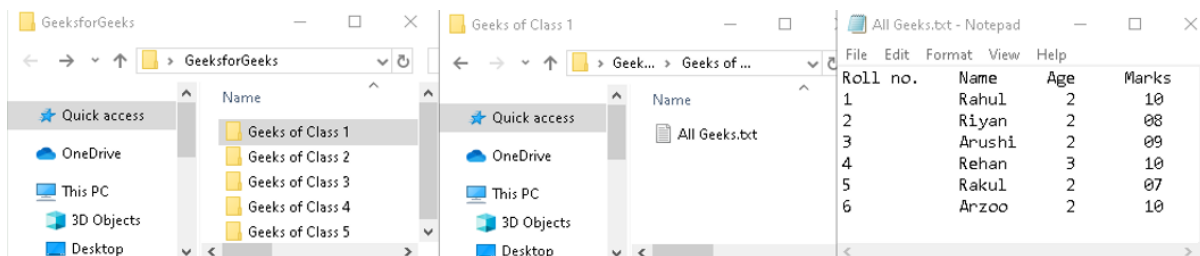 GeeksforGeeks
GeeksforGeeks
Name
Quick access
OneDrive
This PC
3D Objects
Desktop
Geeks of Class 1
Geeks of Class 2
Geeks of Class 3
Geeks of Class 4
Geeks of Class 5
Geeks of Class 1
Geek... > Geeks of ...
Name
Quick access
OneDrive
This PC
3D Objects
Desktop
All Geeks.txt
All Geeks.txt - Notepad
File Edit Format View Help
Roll no. Name Age Marks
1 Rahul 2 10
2 Riyan 2 08
3 Arushi 2 09
4 Rehan 3 10
5 Rakul 2 07
6 Arzoo 2 10